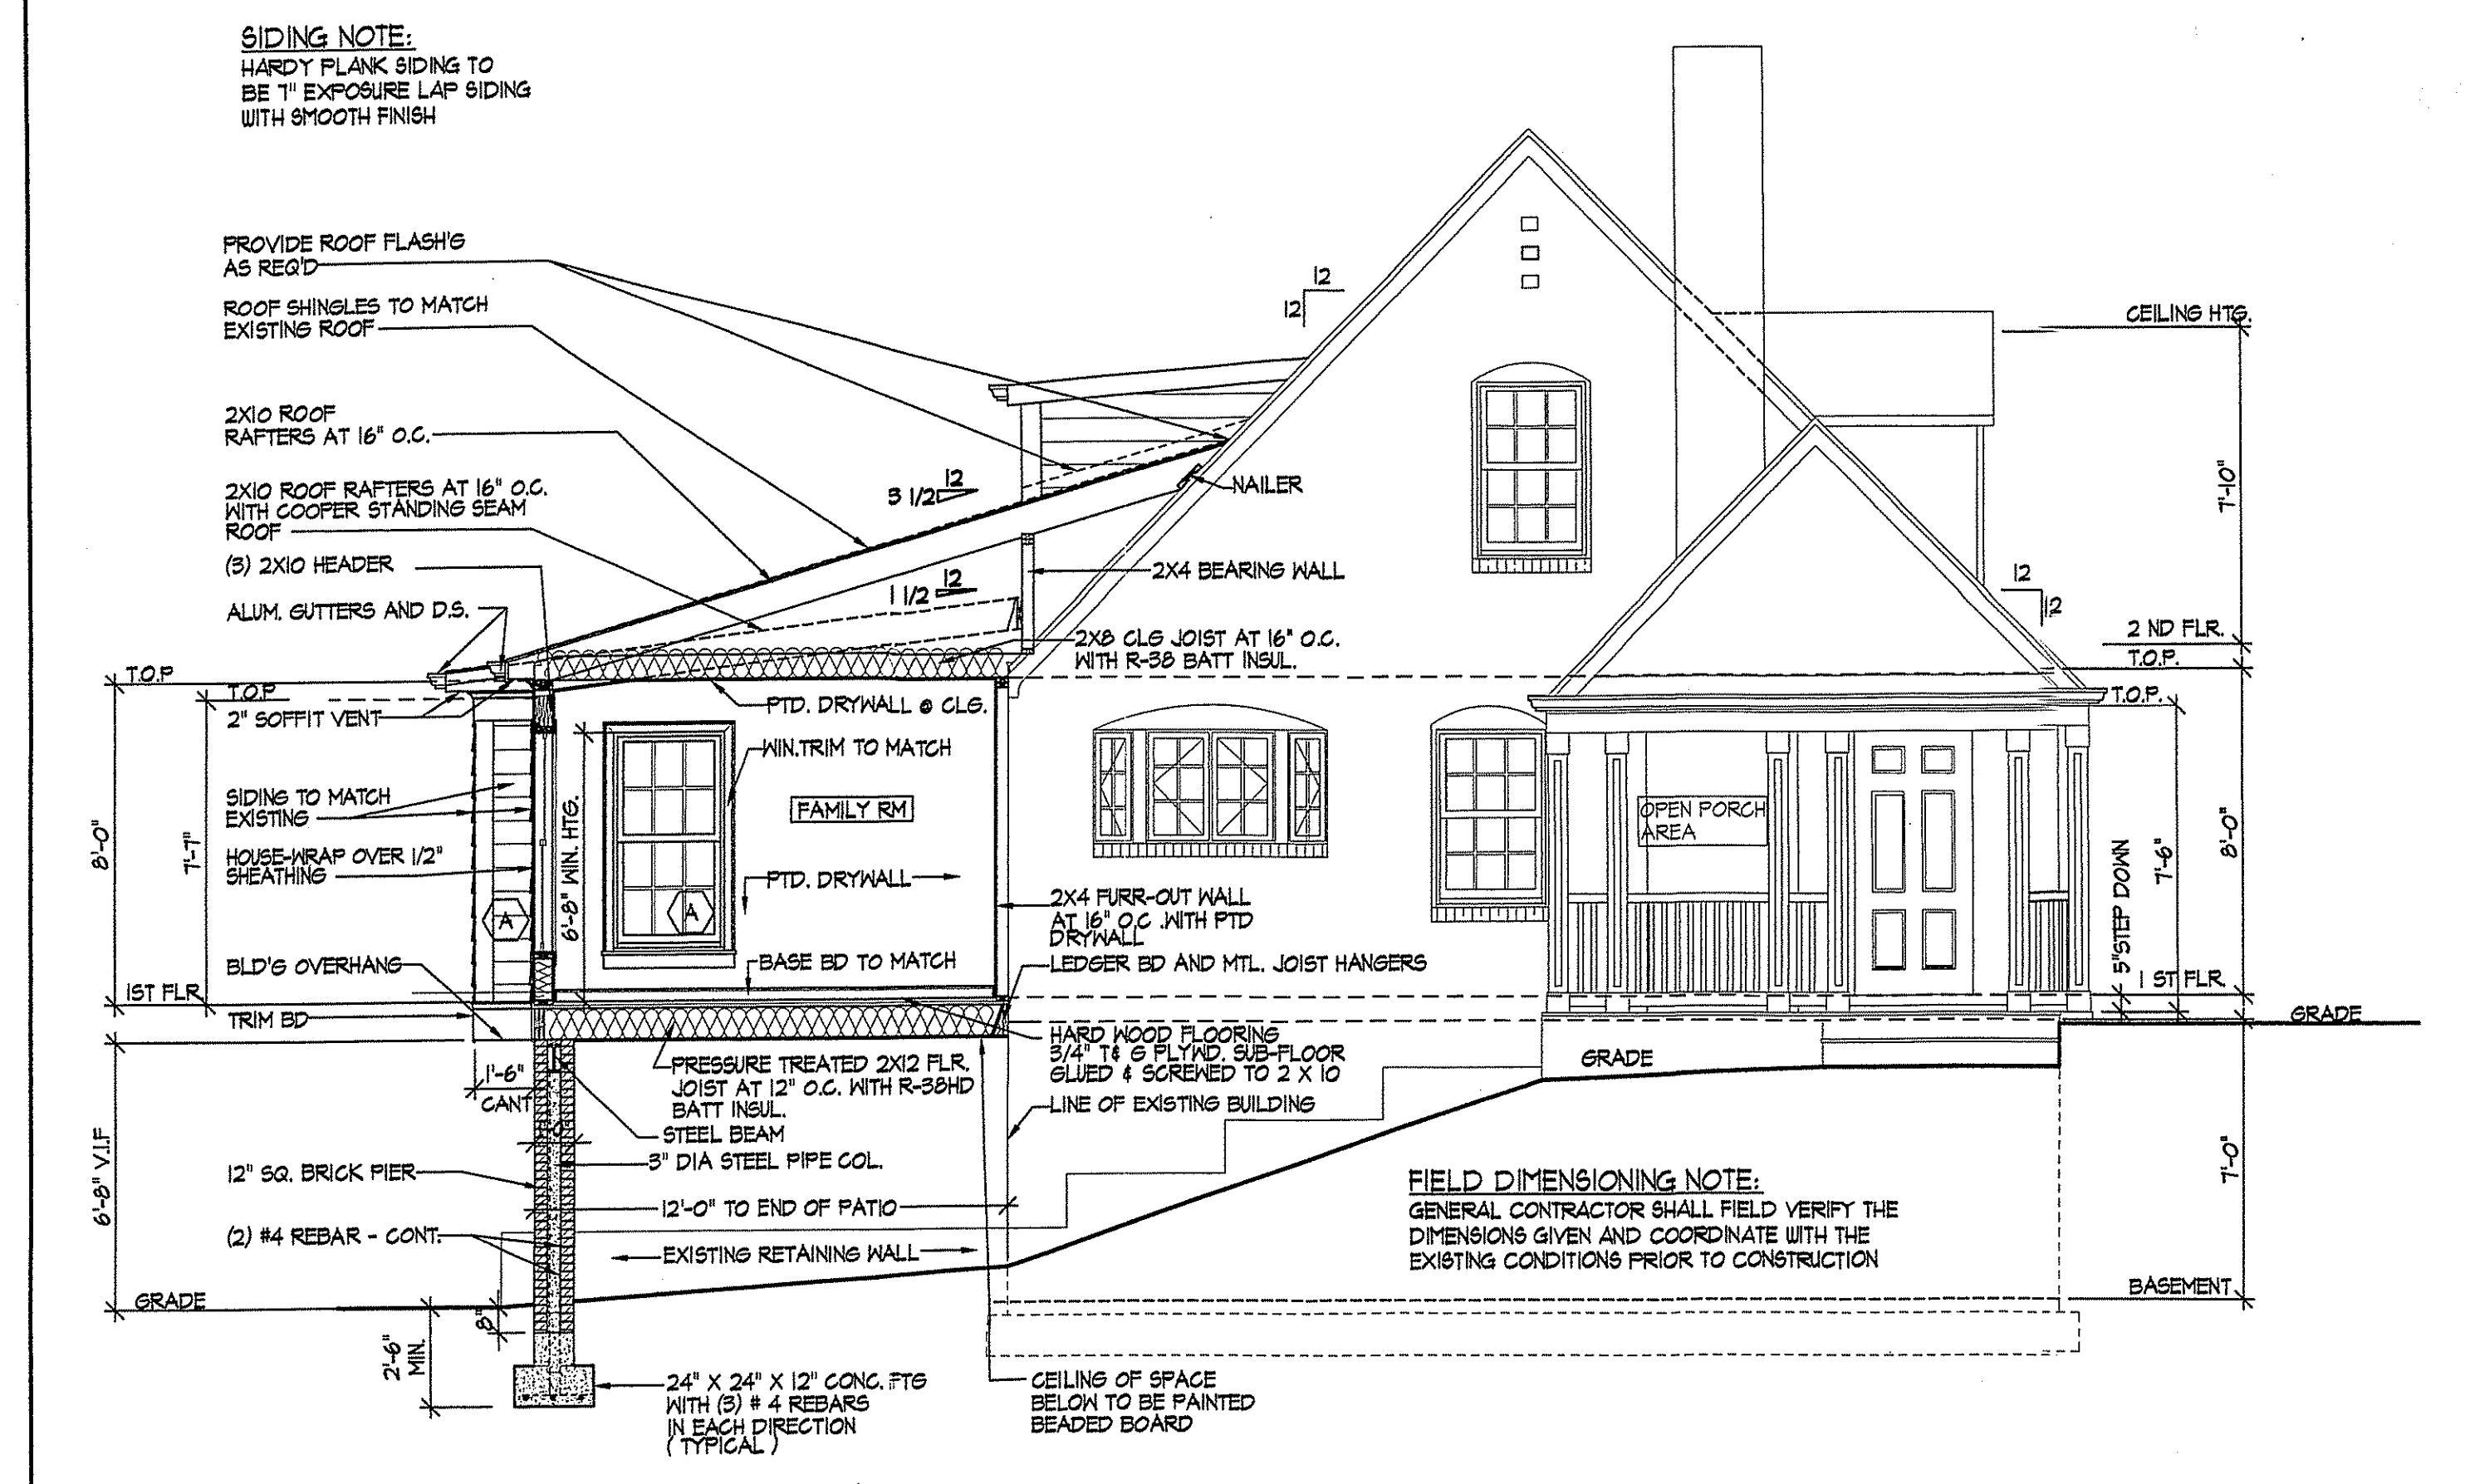 SIDING NOTE:
HARDY PLANK SIDING TO
BE 7" EXPOSURE LAP SIDING
WITH SMOOTH FINISH
PROVIDE ROOF FLASH'G
AS REQ'D
ROOF SHINGLES TO MATCH
EXISTING ROOF
2X10 ROOF
RAFTERS AT 16" O.C.
2X10 ROOF RAFTERS AT 16" O.C.
WITH COOPER STANDING SEAM
ROOF
(3) 2X10 HEADER
ALUM. GUTTERS AND D.S.
T.O.P
T.O.P
2" SOFFIT VENT
SIDING TO MATCH
EXISTING
HOUSE-WRAP OVER 1/2"
SHEATHING
BLD'G OVERHANG
1ST FLR
TRIM BD
8'-0"
7'-7"
6'-8" V.I.F
1'-6"
CANT
12" SQ. BRICK PIER
(2) #4 REBAR - CONT.
GRADE
2'-6"
MIN.
8"
12
12
12
3 1/2
12
1 1/2
NAILER
2X4 BEARING WALL
2X8 CLG JOIST AT 16" O.C.
WITH R-38 BATT INSUL.
PTD. DRYWALL @ CLG.
WIN.TRIM TO MATCH
FAMILY RM
6'-8" WIN. HTG.
PTD. DRYWALL
A
A
BASE BD TO MATCH
2X4 FURR-OUT WALL
AT 16" O.C .WITH PTD
DRYWALL
LEDGER BD AND MTL. JOIST HANGERS
HARD WOOD FLOORING
3/4" T& G PLYWD. SUB-FLOOR
GLUED & SCREWED TO 2 X 10
PRESSURE TREATED 2X12 FLR.
JOIST AT 12" O.C. WITH R-38HD
BATT INSUL.
LINE OF EXISTING BUILDING
STEEL BEAM
3" DIA STEEL PIPE COL.
12'-0" TO END OF PATIO
EXISTING RETAINING WALL
24" X 24" X 12" CONC. FTG
WITH (3) # 4 REBARS
IN EACH DIRECTION
( TYPICAL )
CEILING OF SPACE
BELOW TO BE PAINTED
BEADED BOARD
OPEN PORCH
AREA
GRADE
FIELD DIMENSIONING NOTE:
GENERAL CONTRACTOR SHALL FIELD VERIFY THE
DIMENSIONS GIVEN AND COORDINATE WITH THE
EXISTING CONDITIONS PRIOR TO CONSTRUCTION
CEILING HTG.
7'-10"
12
12
2 ND FLR.
T.O.P.
T.O.P.
5"STEP DOWN
7'-9"
8'-0"
1 ST FLR.
GRADE
7'-0"
BASEMENT